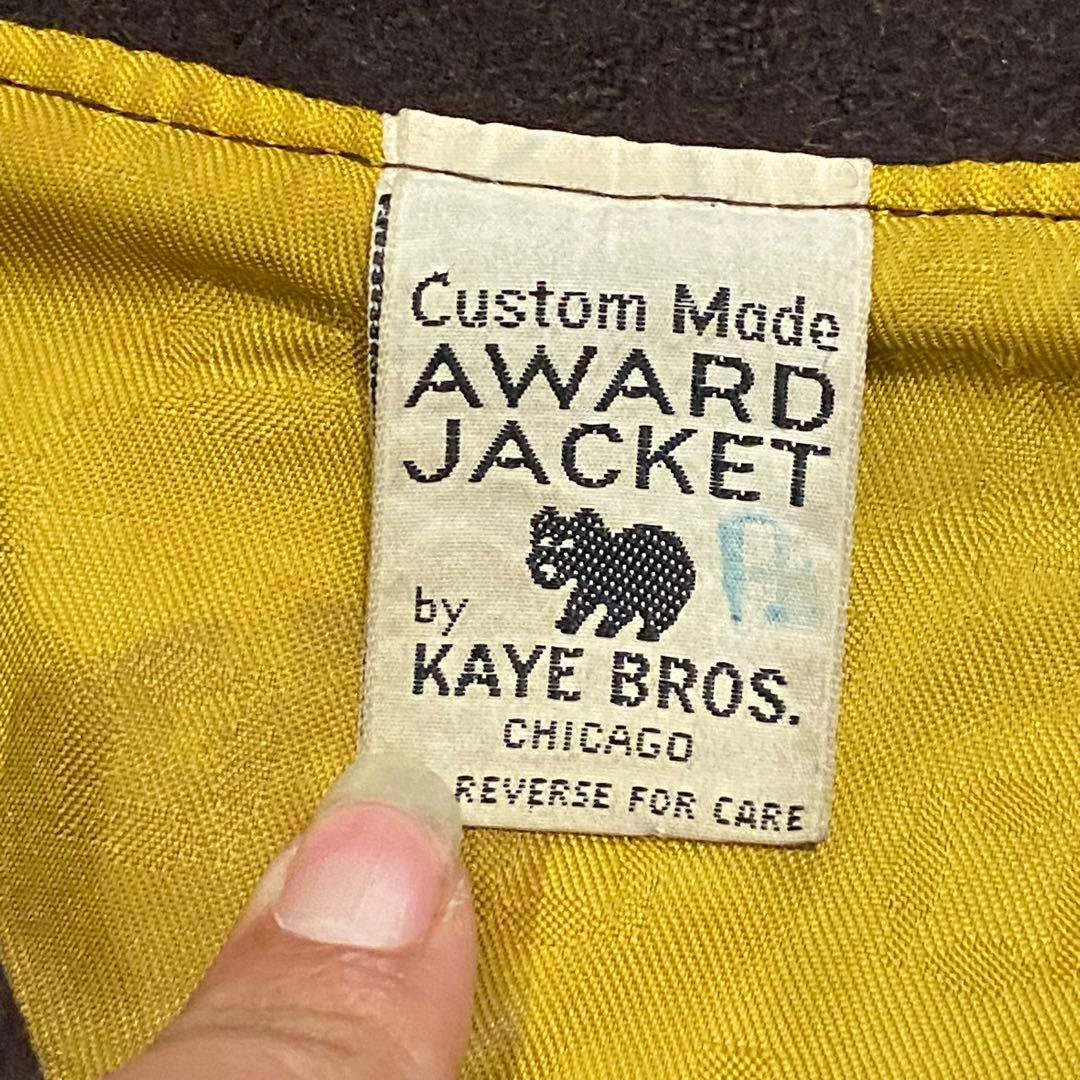 Custom Made
AWARD
JACKET
by
KAYE BROS.
CHICAGO
REVERSE FOR CARE